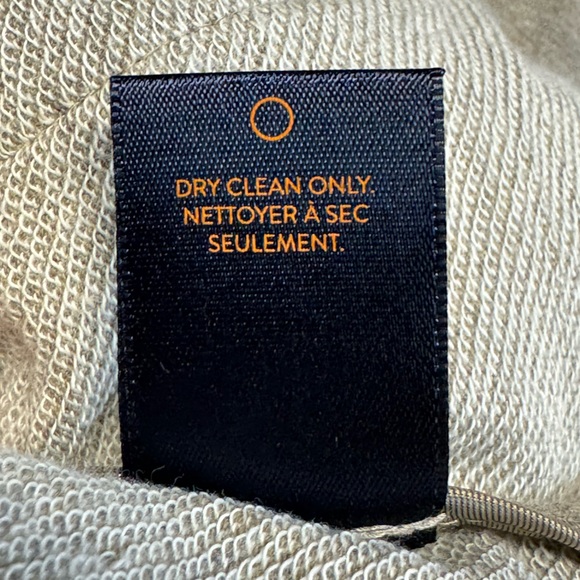 DRY CLEAN ONLY.
NETTOYER À SEC
SEULEMENT.